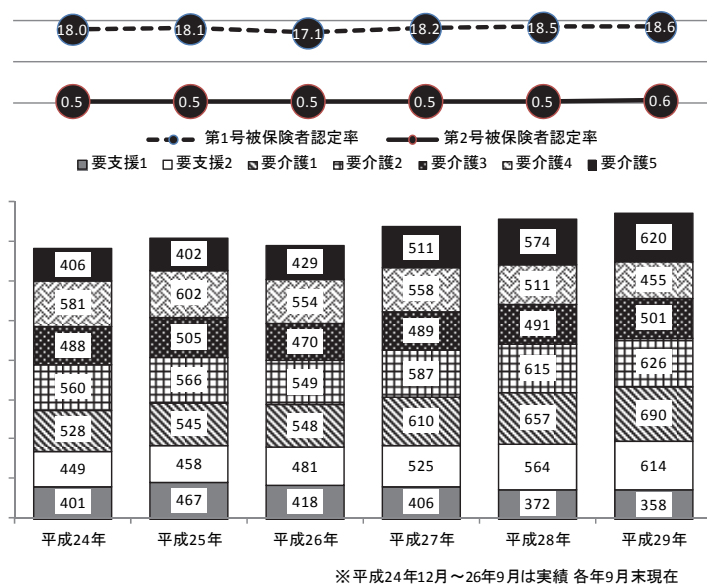 18.0 18.1 17.1 18.2 18.5 18.6
0.5 0.5 0.5 0.5 0.5 0.6
第1号被保険者認定率 第2号被保険者認定率
要支援1 要支援2 要介護1 要介護2 要介護3 要介護4 要介護5
406 402 429 511 574 620
581 602 554 558 511 455
488 505 470 489 491 501
560 566 549 587 615 626
528 545 548 610 657 690
449 458 481 525 564 614
401 467 418 406 372 358
平成24年 平成25年 平成26年 平成27年 平成28年 平成29年
※平成24年12月～26年9月は実績 各年9月末現在